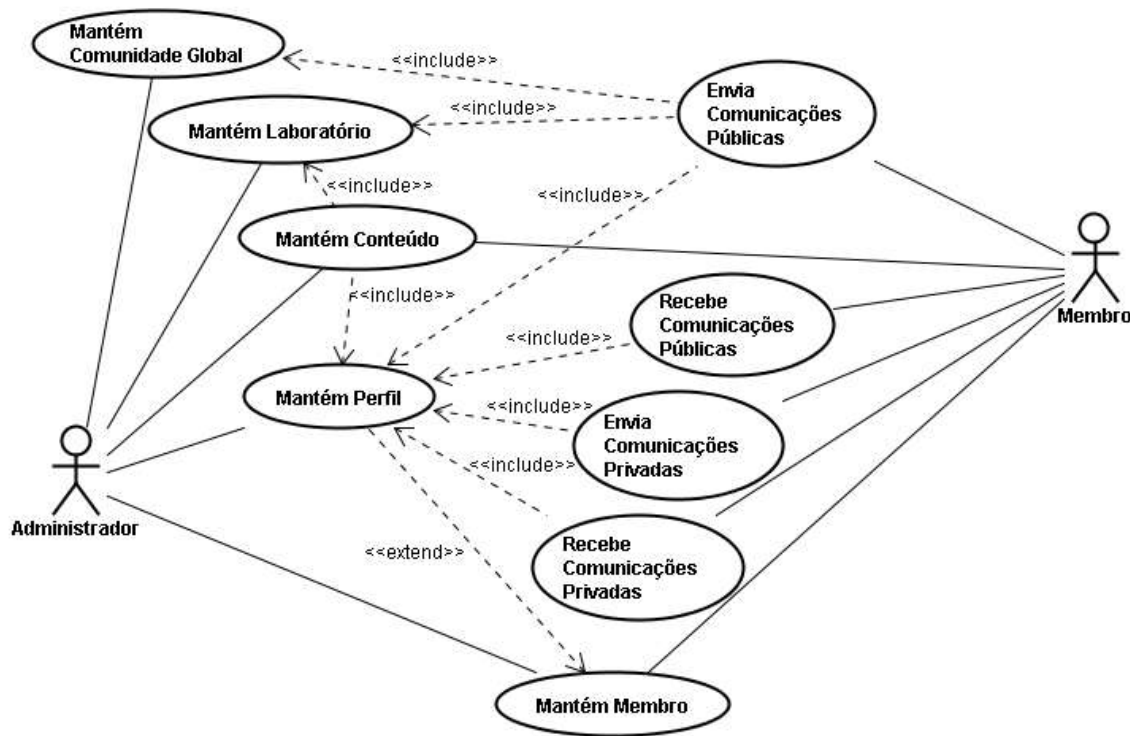 Mantém
Comunidade Global
<<include>>
Envia
Comunicações
Públicas
<<include>>
Mantém Laboratório
<<include>>
<<include>>
Mantém Conteúdo
Membro
<<include>>
Recebe
Comunicações
Públicas
<<include>>
Mantém Perfil
<<include>>
Envia
Comunicações
Privadas
<<include>>
Administrador
<<extend>>
Recebe
Comunicações
Privadas
Mantém Membro